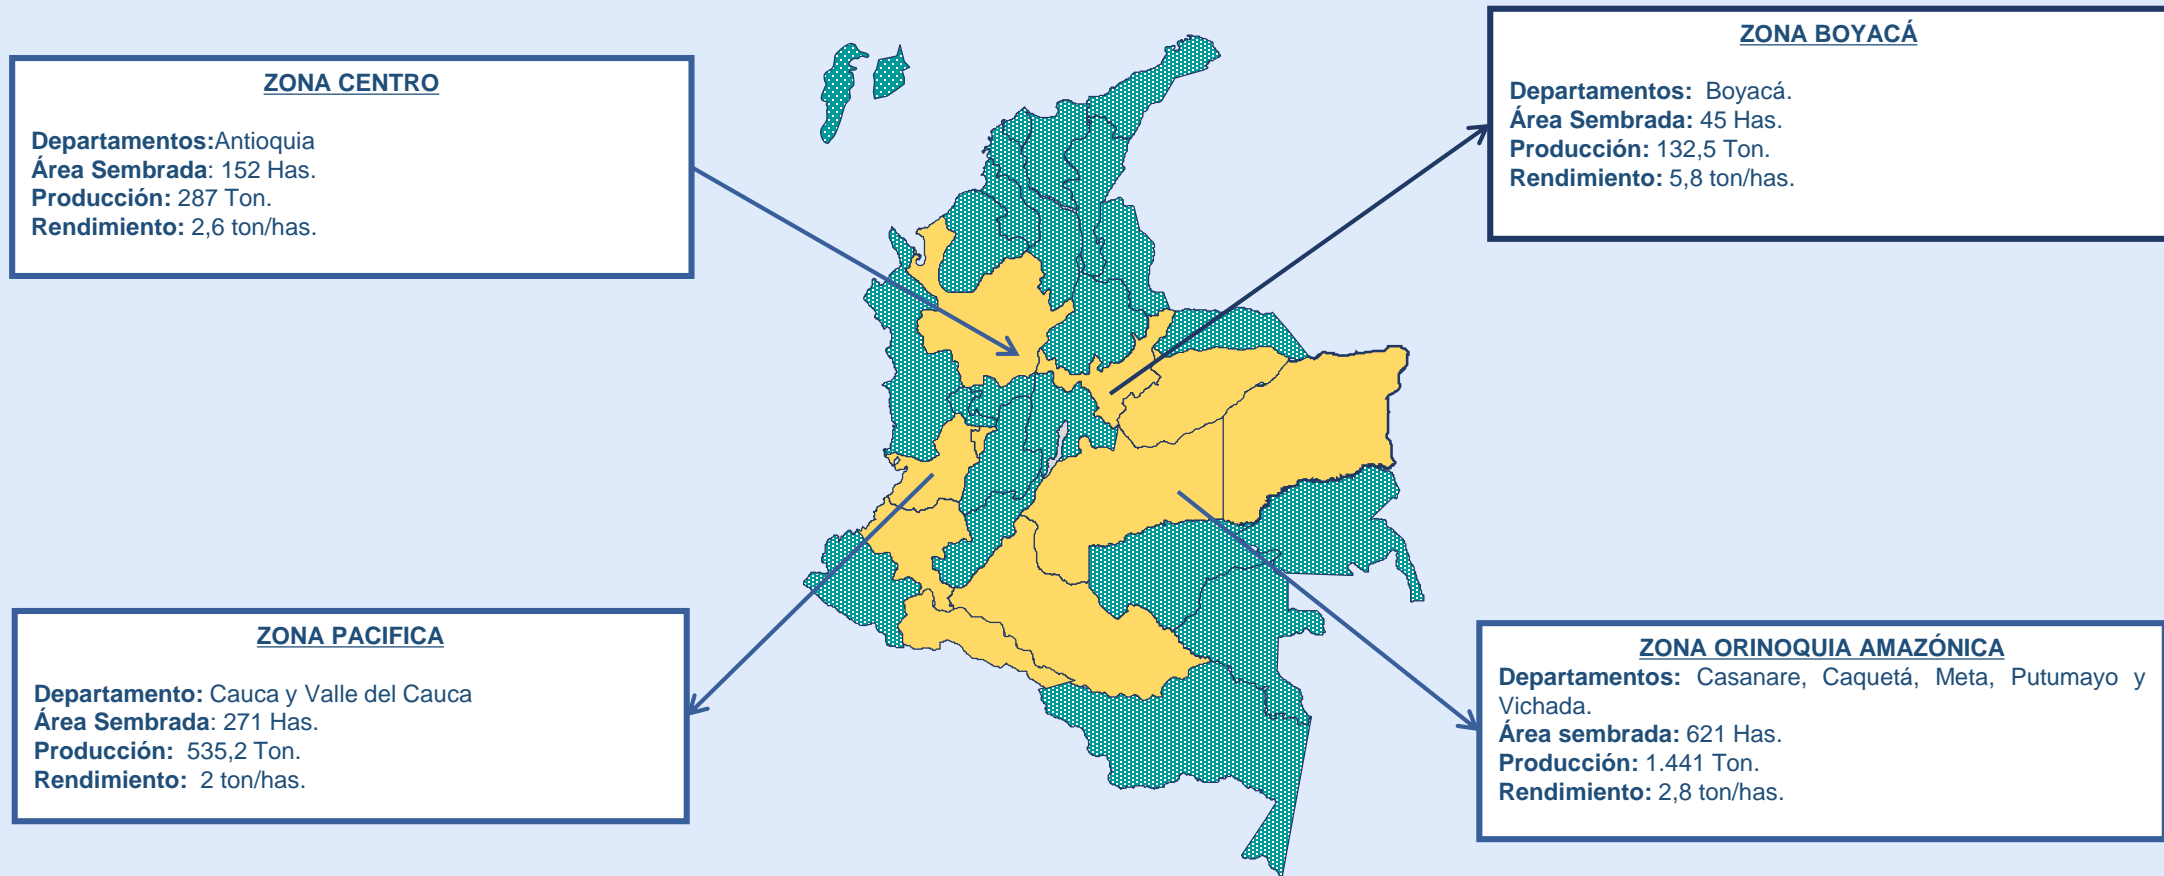 ZONA CENTRO
Departamentos:Antioquia
Área Sembrada: 152 Has.
Producción: 287 Ton.
Rendimiento: 2,6 ton/has.
ZONA BOYACÁ
Departamentos: Boyacá.
Área Sembrada: 45 Has.
Producción: 132,5 Ton.
Rendimiento: 5,8 ton/has.
ZONA PACIFICA
Departamento: Cauca y Valle del Cauca
Área Sembrada: 271 Has.
Producción: 535,2 Ton.
Rendimiento: 2 ton/has.
ZONA ORINOQUIA AMAZÓNICA
Departamentos: Casanare, Caquetá, Meta, Putumayo y
Vichada.
Área sembrada: 621 Has.
Producción: 1.441 Ton.
Rendimiento: 2,8 ton/has.